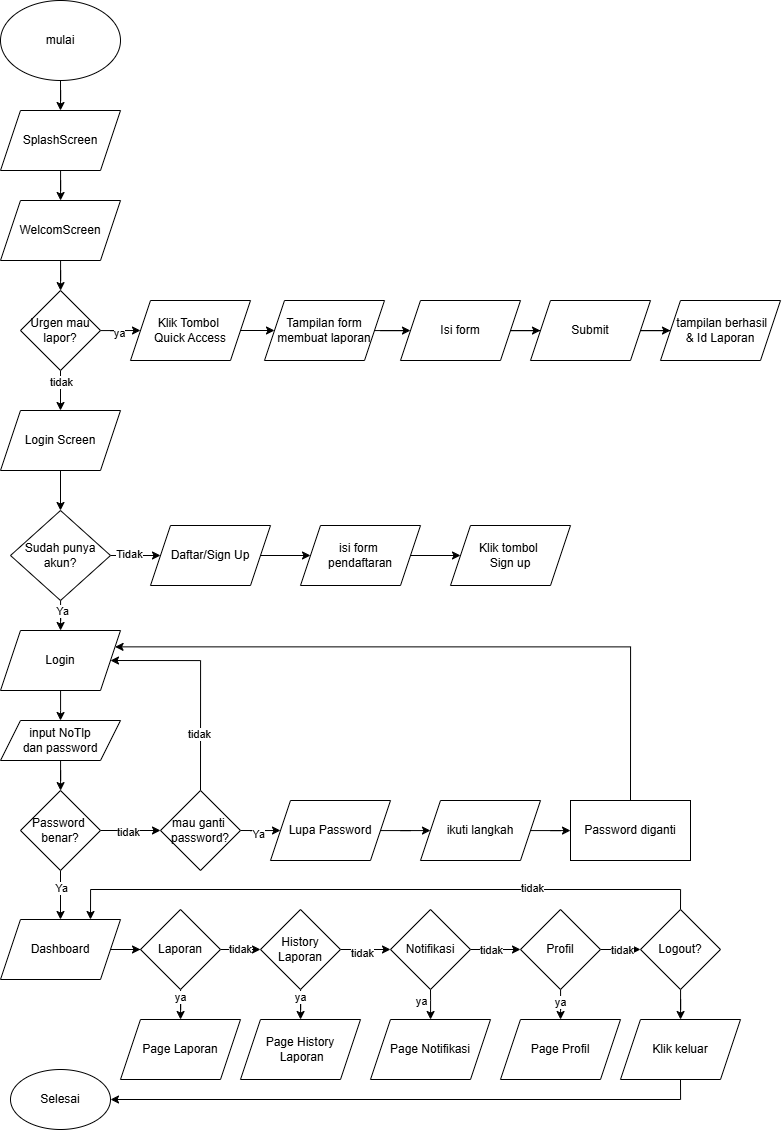 mulai
SplashScreen
WelcomScreen
Urgen mau
lapor?
ya
Klik Tombol
Quick Access
Tampilan form
membuat laporan
Isi form
Submit
tampilan berhasil
& Id Laporan
tidak
Login Screen
Sudah punya
akun?
Tidak
Daftar/Sign Up
isi form
pendaftaran
Klik tombol
Sign up
Ya
Login
input NoTlp
dan password
tidak
Password
benar?
tidak
mau ganti
password?
Ya
Lupa Password
ikuti langkah
Password diganti
Ya
tidak
Dashboard
Laporan
tidak
History
Laporan
tidak
Notifikasi
tidak
Profil
tidak
Logout?
ya
ya
ya
ya
Page Laporan
Page History
Laporan
Page Notifikasi
Page Profil
Klik keluar
Selesai